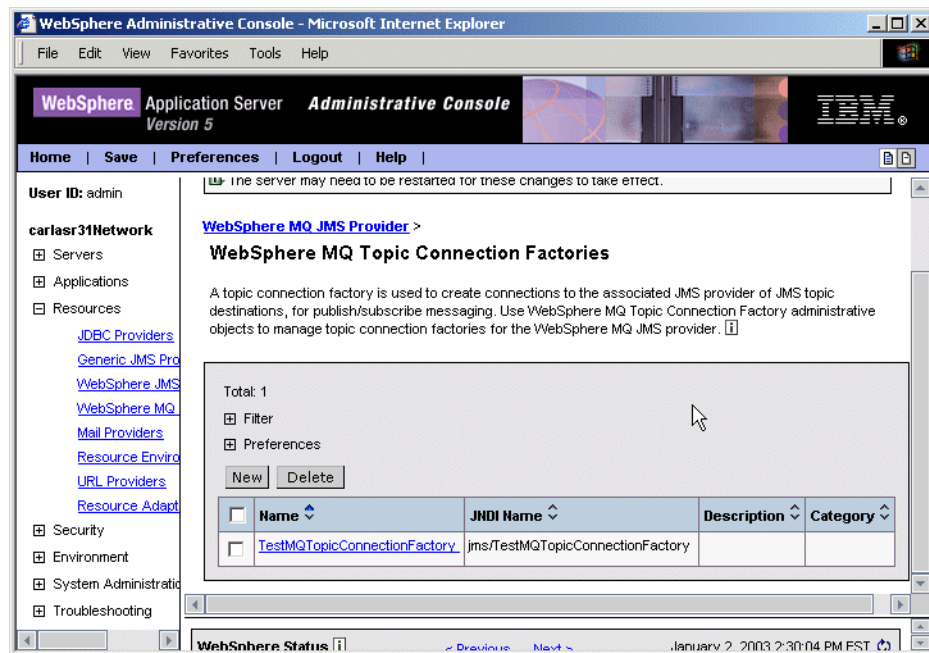 WebSphere Administrative Console - Microsoft Internet Explorer
File Edit View Favorites Tools Help
WebSphere Application Server Administrative Console
Version 5
IBM®
Home | Save | Preferences | Logout | Help |
User ID: admin
The server may need to be restarted for these changes to take effect.
carlasr31Network
Servers
Applications
Resources
JDBC Providers
Generic JMS Pro
WebSphere JMS
WebSphere MQ
Mail Providers
Resource Enviro
URL Providers
Resource Adapt
Security
Environment
System Administratio
Troubleshooting
WebSphere MQ JMS Provider >
WebSphere MQ Topic Connection Factories
A topic connection factory is used to create connections to the associated JMS provider of JMS topic
destinations, for publish/subscribe messaging. Use WebSphere MQ Topic Connection Factory administrative
objects to manage topic connection factories for the WebSphere MQ JMS provider. i
Total: 1
Filter
Preferences
New Delete
Name JNDI Name Description Category
TestMQTopicConnectionFactory jms/TestMQTopicConnectionFactory
WebSphere Status i < Previous Next > January 2, 2003 2:30:04 PM EST